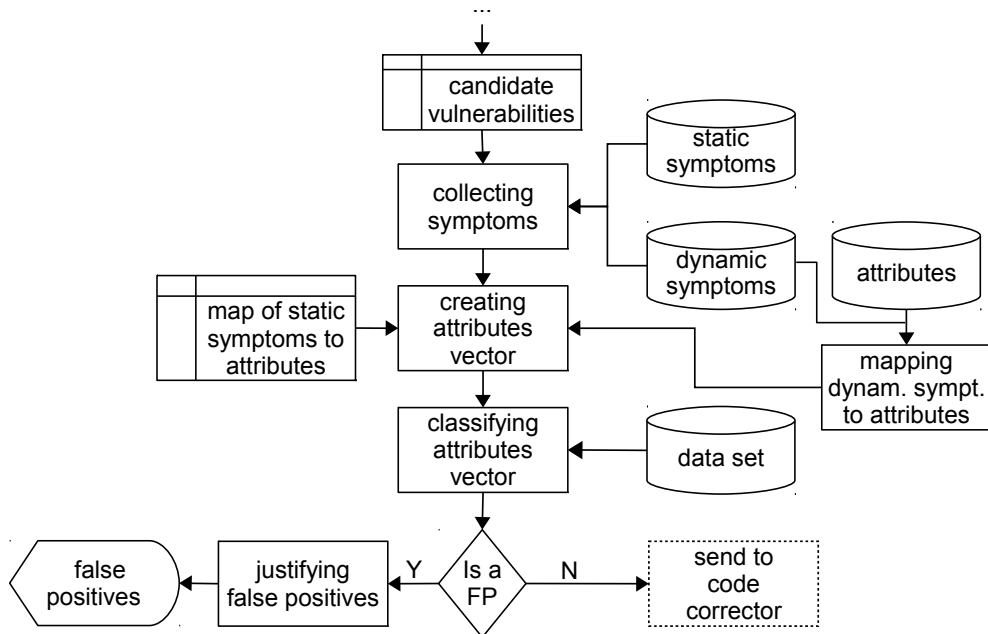 ...
candidate
vulnerabilities
static
symptoms
collecting
symptoms
dynamic
symptoms
attributes
map of static
symptoms to
attributes
creating
attributes
vector
mapping
dynam. sympt.
to attributes
classifying
attributes
vector
data set
false
positives
justifying
false positives
Y
Is a
FP
N
send to
code
corrector